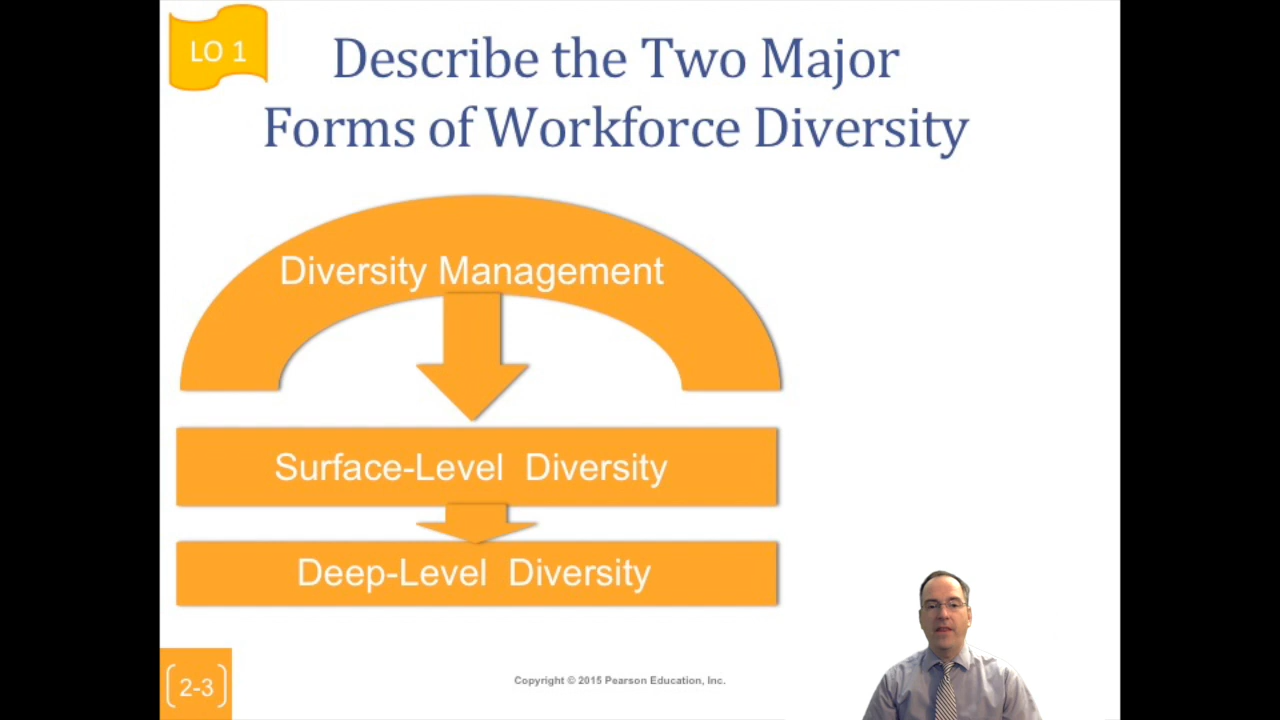 LO 1
Describe the Two Major
Forms of Workforce Diversity
Diversity Management
Surface-Level Diversity
Deep-Level Diversity
2-3
Copyright © 2015 Pearson Education, Inc.